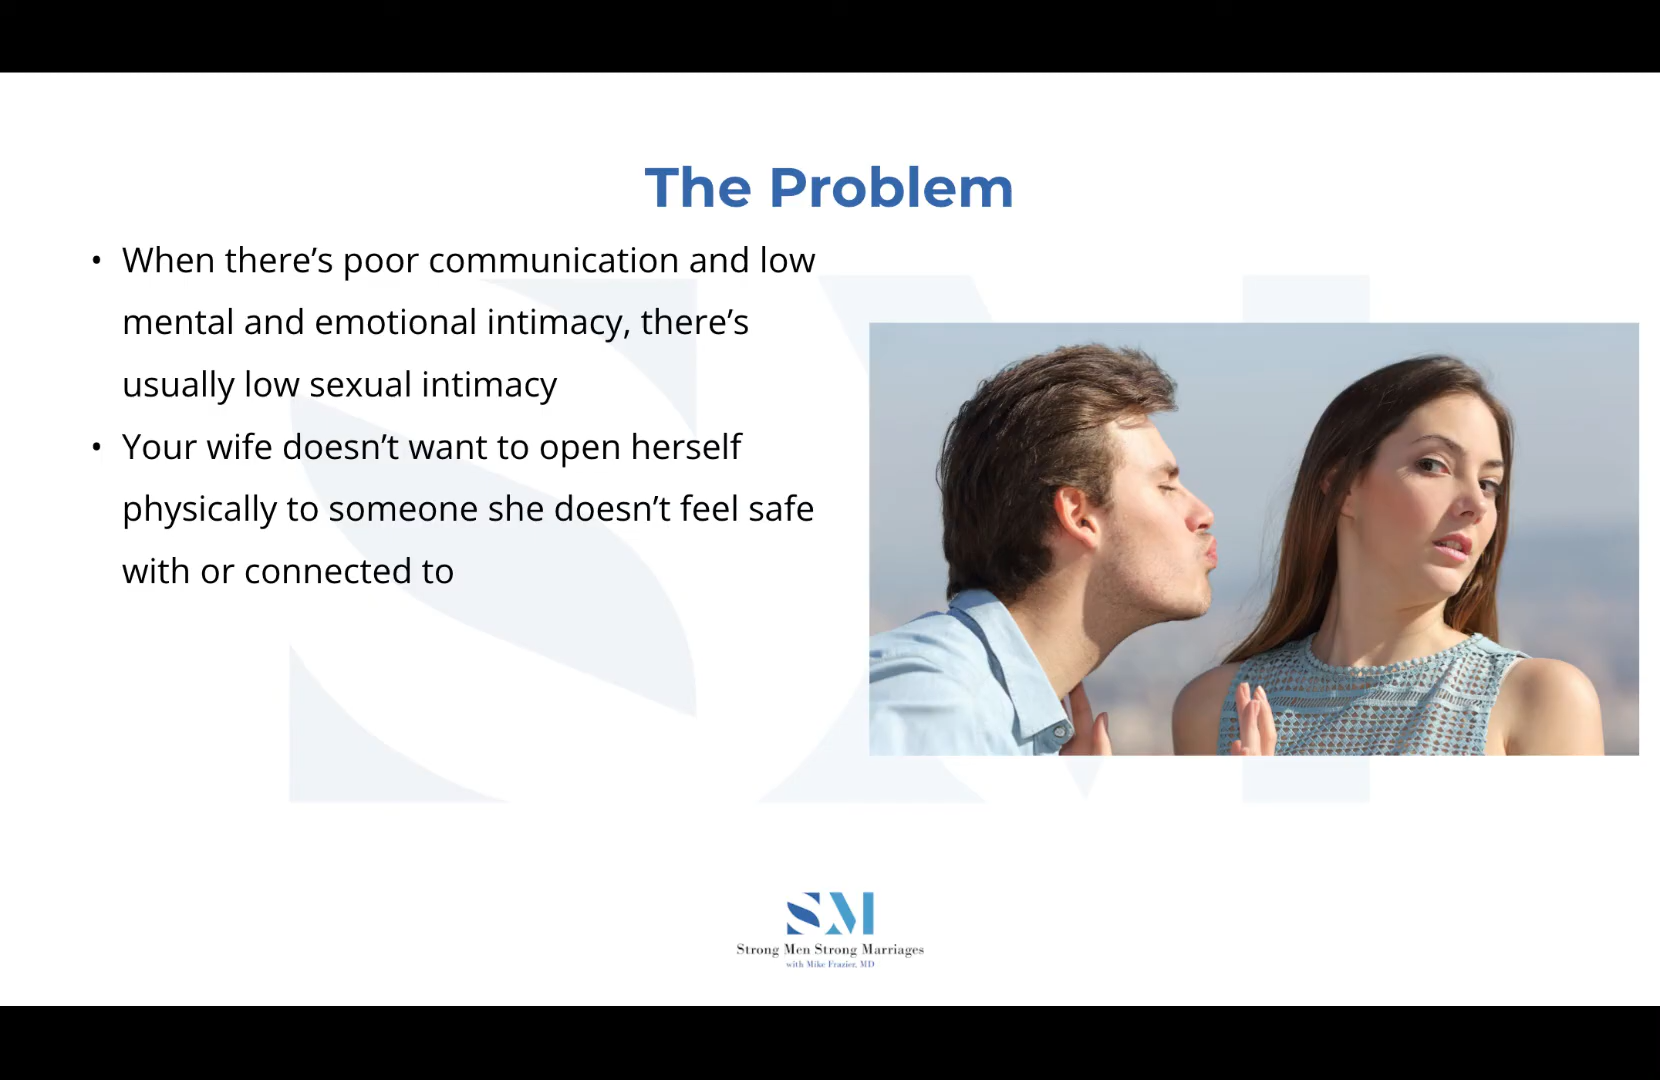 The Problem
• When there’s poor communication and low
mental and emotional intimacy, there’s
usually low sexual intimacy
• Your wife doesn’t want to open herself
physically to someone she doesn’t feel safe
with or connected to
SM
Strong Men Strong Marriages
with Mike Frazier, MD